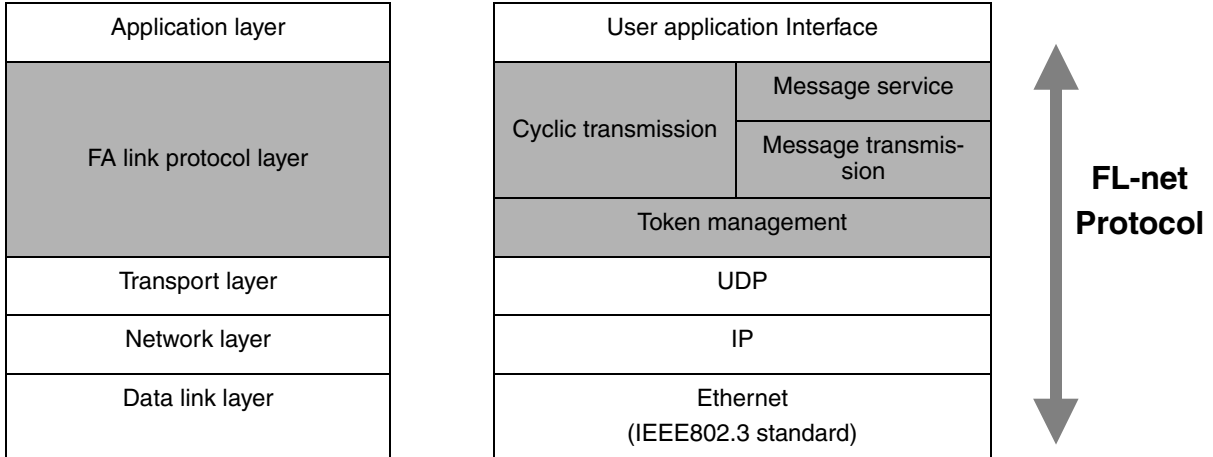 Application layer
FA link protocol layer
Transport layer
Network layer
Data link layer
User application Interface
Cyclic transmission
Message service
Message transmis-
sion
Token management
UDP
IP
Ethernet
(IEEE802.3 standard)
FL-net
Protocol